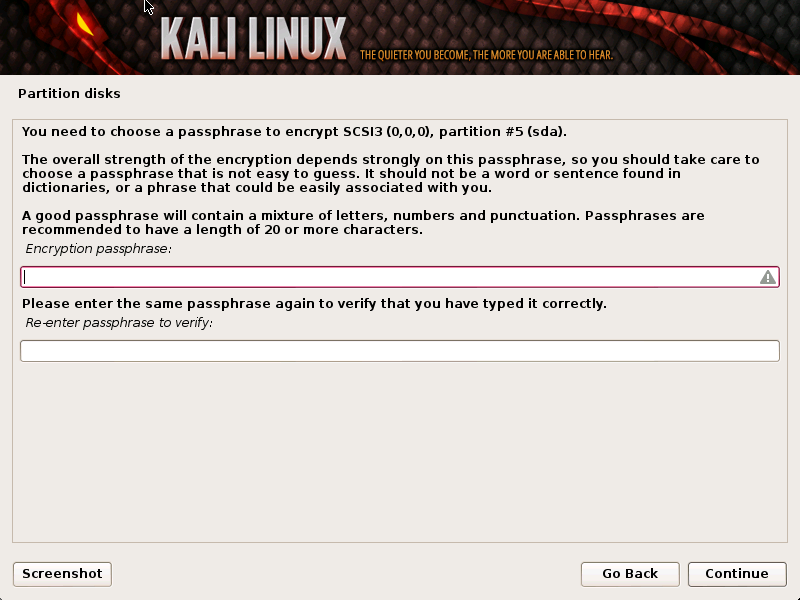 KALI LINUX THE QUIETER YOU BECOME, THE MORE YOU ARE ABLE TO HEAR.
Partition disks
You need to choose a passphrase to encrypt SCSI3 (0,0,0), partition #5 (sda).
The overall strength of the encryption depends strongly on this passphrase, so you should take care to
choose a passphrase that is not easy to guess. It should not be a word or sentence found in
dictionaries, or a phrase that could be easily associated with you.
A good passphrase will contain a mixture of letters, numbers and punctuation. Passphrases are
recommended to have a length of 20 or more characters.
Encryption passphrase:
Please enter the same passphrase again to verify that you have typed it correctly.
Re-enter passphrase to verify:
Screenshot Go Back Continue